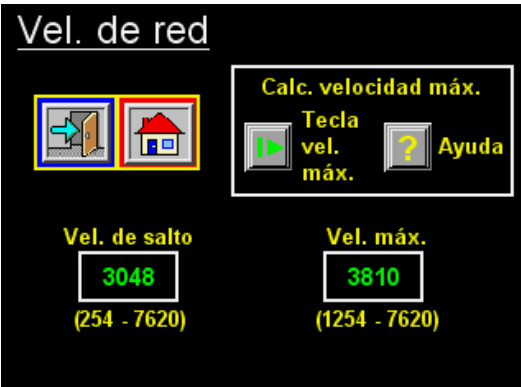 Vel. de red
Calc. velocidad máx.
Tecla
vel.
máx.
?
Ayuda
Vel. de salto
3048
(254 - 7620)
Vel. máx.
3810
(1254 - 7620)